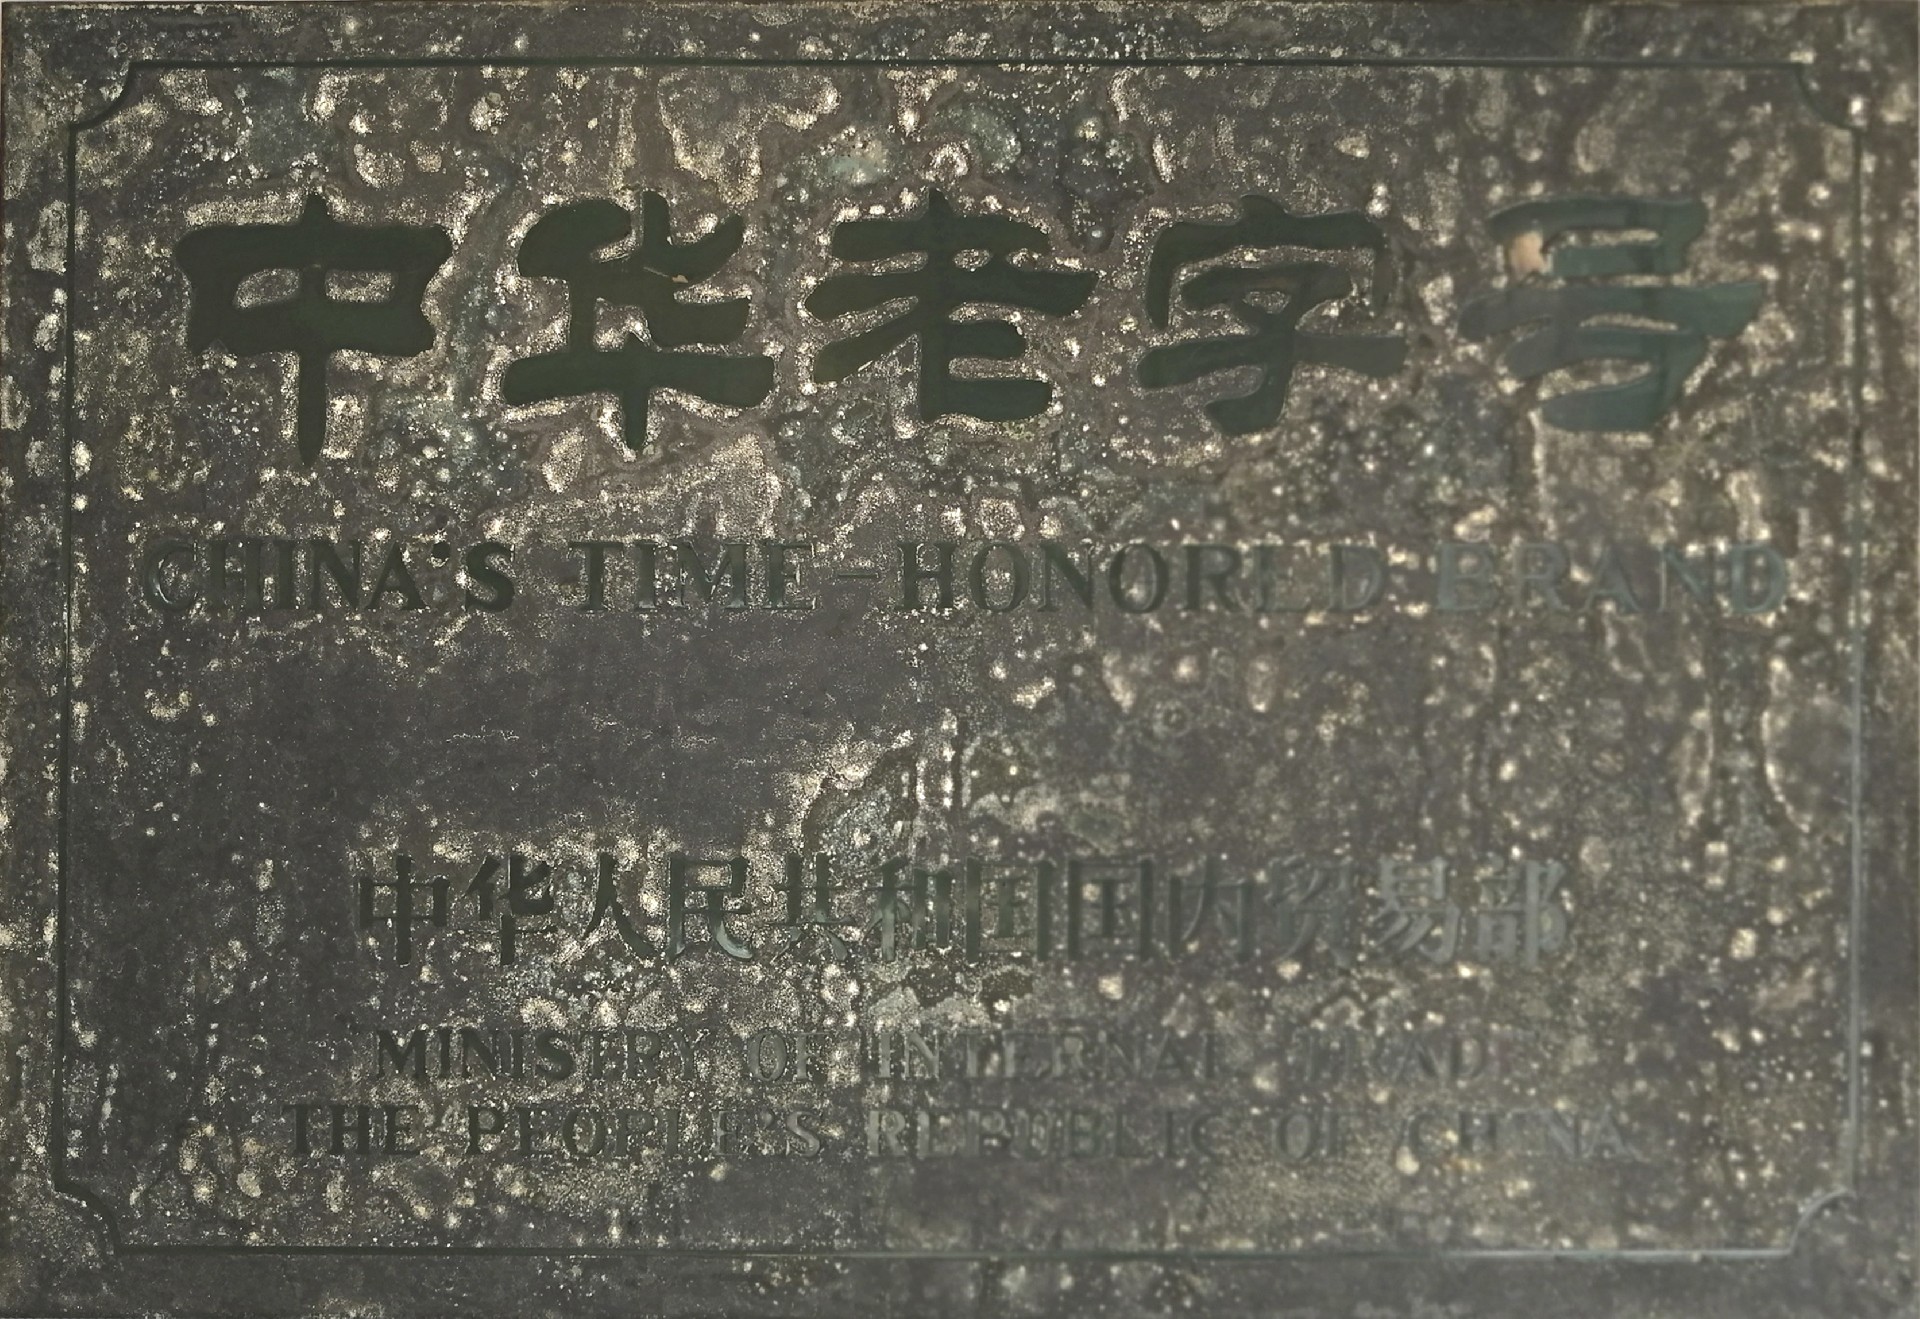 中华老字号
CHINA'S TIME-HONORED BRAND
中华人民共和国国内贸易部
MINISTRY OF INTERNAL TRADE
THE PEOPLE'S REPUBLIC OF CHINA